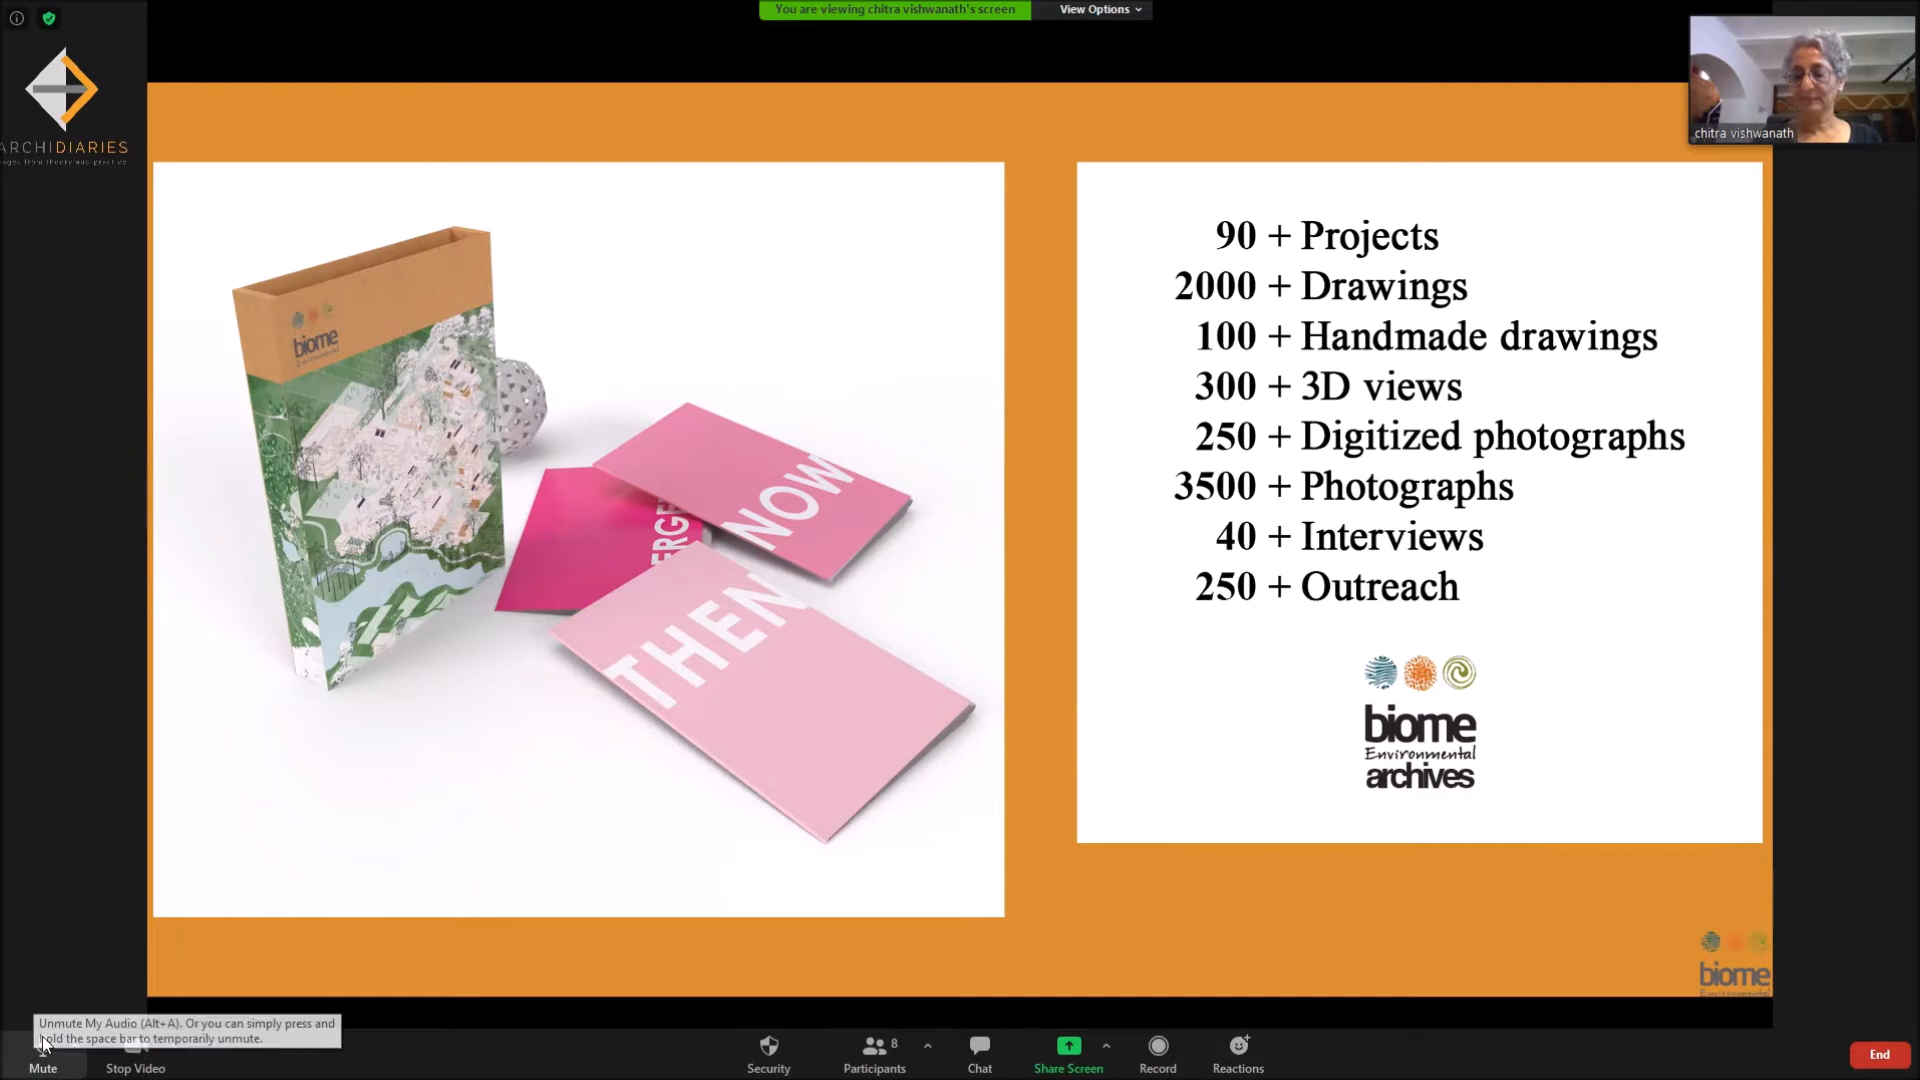 You are viewing chitra vishwanath's screen
View Options
ARCHIDIARIES
chitra vishwanath
biome
NOW
ERGE
THEN
90 + Projects
2000 + Drawings
100 + Handmade drawings
300 + 3D views
250 + Digitized photographs
3500 + Photographs
40 + Interviews
250 + Outreach
biome
Environmental
archives
biome
Environmental
Unmute My Audio (Alt+A). Or you can simply press and
hold the space bar to temporarily unmute.
Mute
Stop Video
Security
Participants
8
Chat
Share Screen
Record
Reactions
End